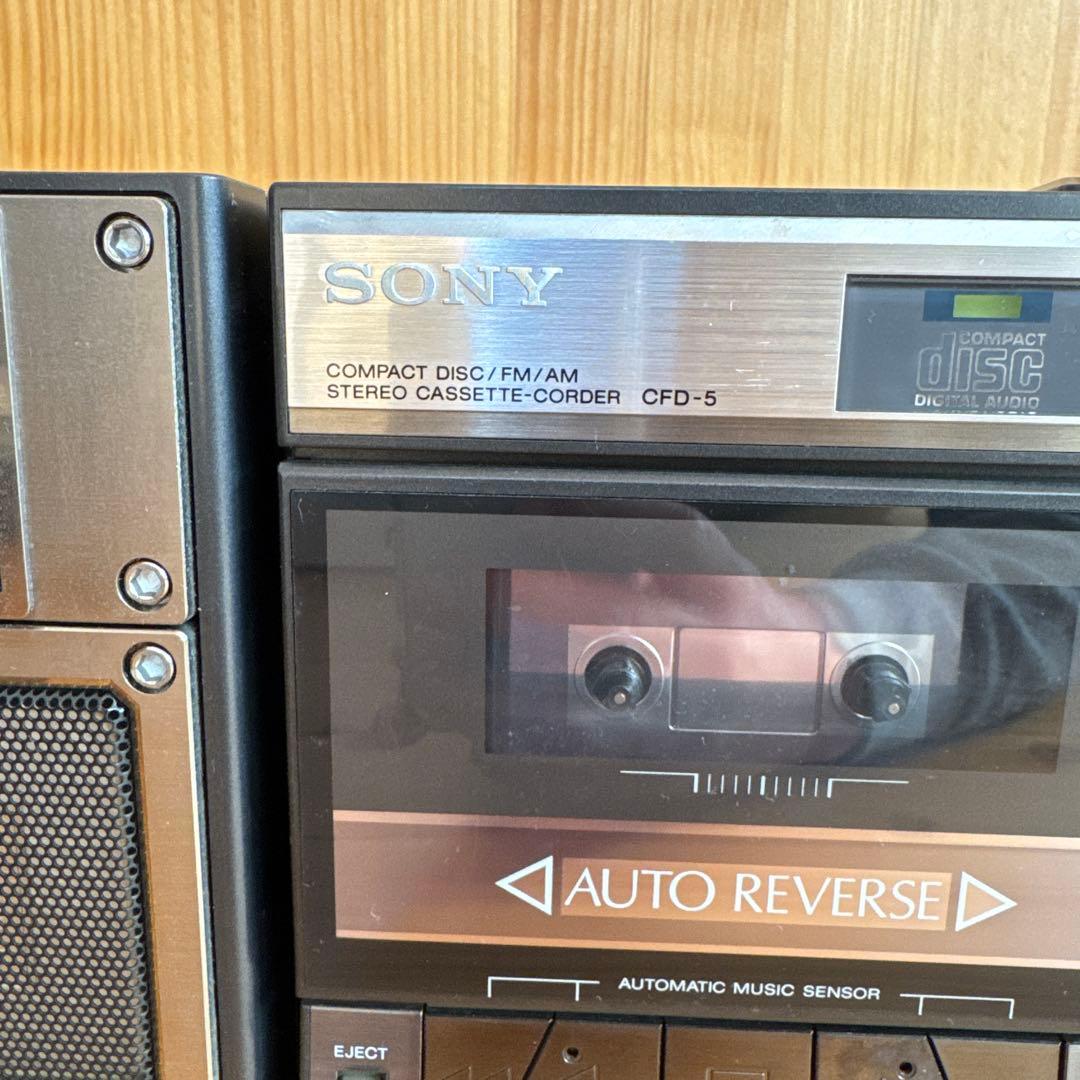 SONY
COMPACT DISC/FM/AM
STEREO CASSETTE-CORDER CFD-5
COMPACT
disc
DIGITAL AUDIO
AUTO REVERSE
AUTOMATIC MUSIC SENSOR
EJECT